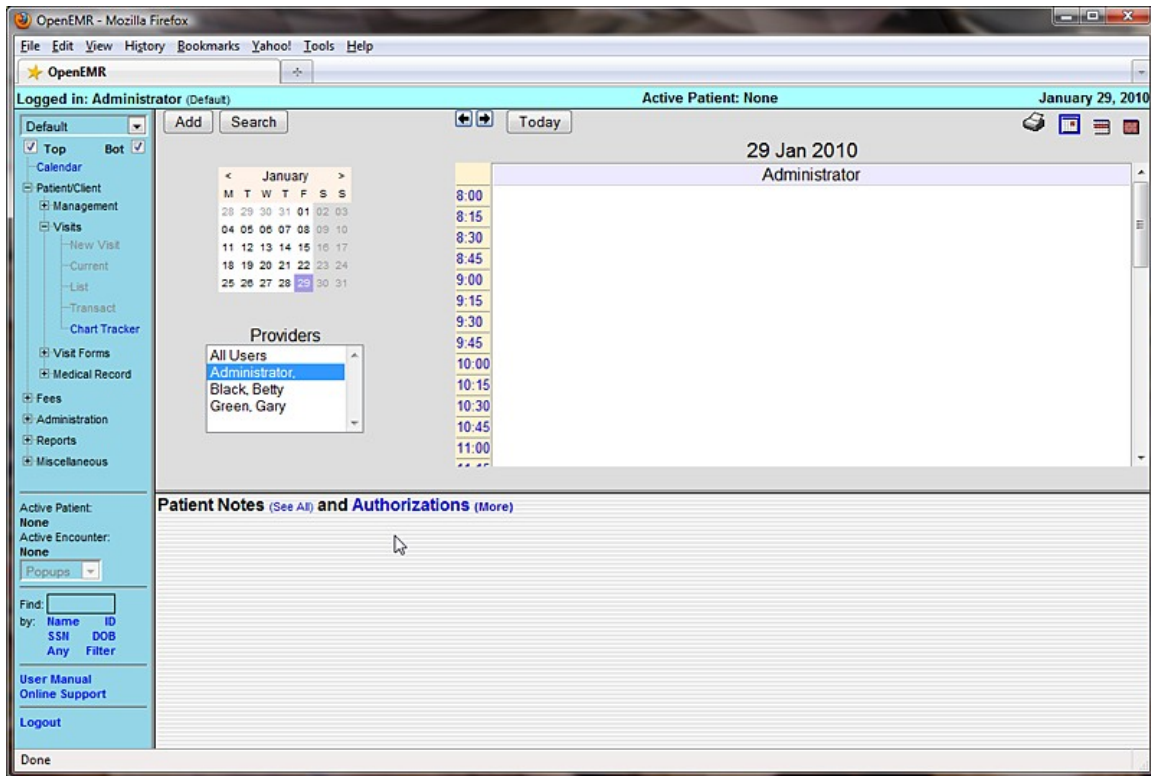 OpenEMR - Mozilla Firefox
File Edit View History Bookmarks Yahoo! Tools Help
OpenEMR
Logged in: Administrator (Default)
Active Patient: None
January 29, 2010
Default
Top Bot
Calendar
Patient/Client
Management
Visits
New Visit
Current
List
Transact
Chart Tracker
Visit Forms
Medical Record
Fees
Administration
Reports
Miscellaneous
Active Patient:
None
Active Encounter:
None
Popups
Find:
by: Name ID
SSN DOB
Any Filter
User Manual
Online Support
Logout
Add Search
< January >
M T W T F S S
28 29 30 31 01 02 03
04 05 06 07 08 09 10
11 12 13 14 15 16 17
18 19 20 21 22 23 24
25 26 27 28 29 30 31
Providers
All Users
Administrator,
Black, Betty
Green, Gary
Today
29 Jan 2010
Administrator
8:00
8:15
8:30
8:45
9:00
9:15
9:30
9:45
10:00
10:15
10:30
10:45
11:00
Patient Notes (See All) and Authorizations (More)
Done